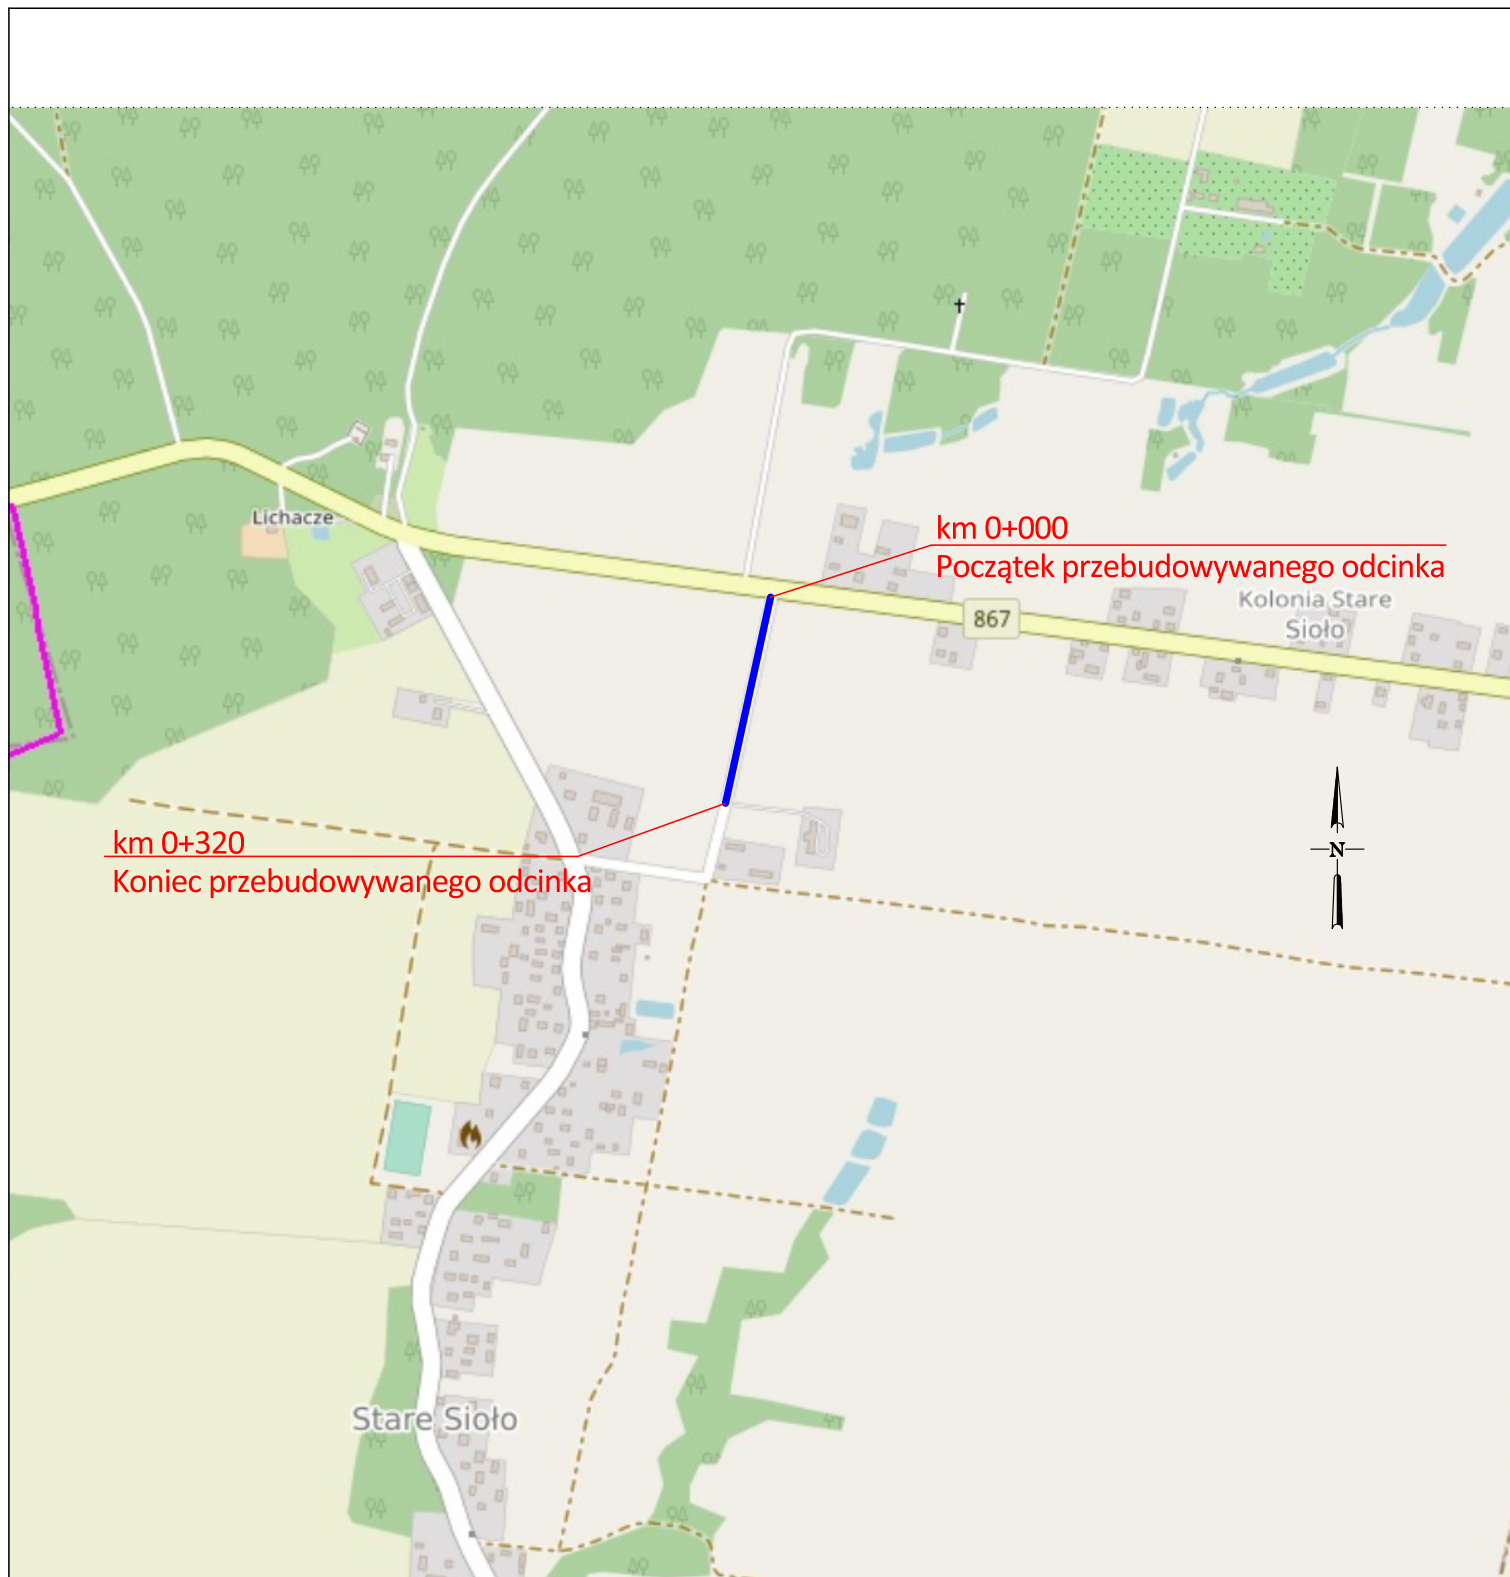 Lichacze
km 0+000
Początek przebudowywanego odcinka
Kolonia Stare
Sioło
867
km 0+320
Koniec przebudowywanego odcinka
N
Stare Sioło